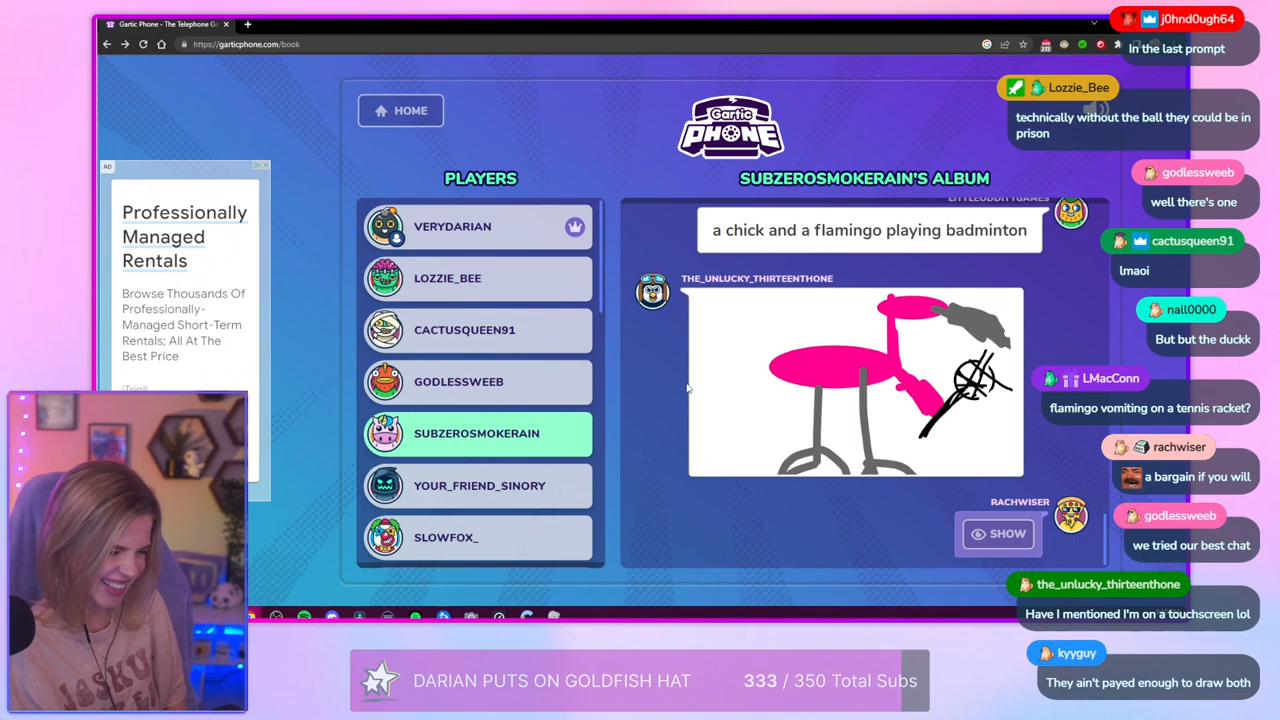 Gartic Phone - The Telephone Ga
https://garticphone.com/book
HOME
Gartic
PHONE
PLAYERS
SUBZEROSMOKERAIN'S ALBUM
VERYDARIAN
LOZZIE_BEE
CACTUSQUEEN91
GODLESSWEEB
SUBZEROSMOKERAIN
YOUR_FRIEND_SINORY
SLOWFOX_
LITTLEODDITYGAMES
a chick and a flamingo playing badminton
THE_UNLUCKY_THIRTEENTHONE
RACHWISER
SHOW
AD
Professionally
Managed
Rentals
Browse Thousands Of
Professionally-
Managed Short-Term
Rentals; All At The
Best Price
j0hnd0ugh64
In the last prompt
Lozzie_Bee
technically without the ball they could be in
prison
godlessweeb
well there's one
cactusqueen91
lmaoi
nall0000
But but the duckk
LMacConn
flamingo vomiting on a tennis racket?
rachwiser
a bargain if you will
godlessweeb
we tried our best chat
the_unlucky_thirteenthone
Have I mentioned I'm on a touchscreen lol
kyyguy
They ain't payed enough to draw both
DARIAN PUTS ON GOLDFISH HAT
333 / 350 Total Subs